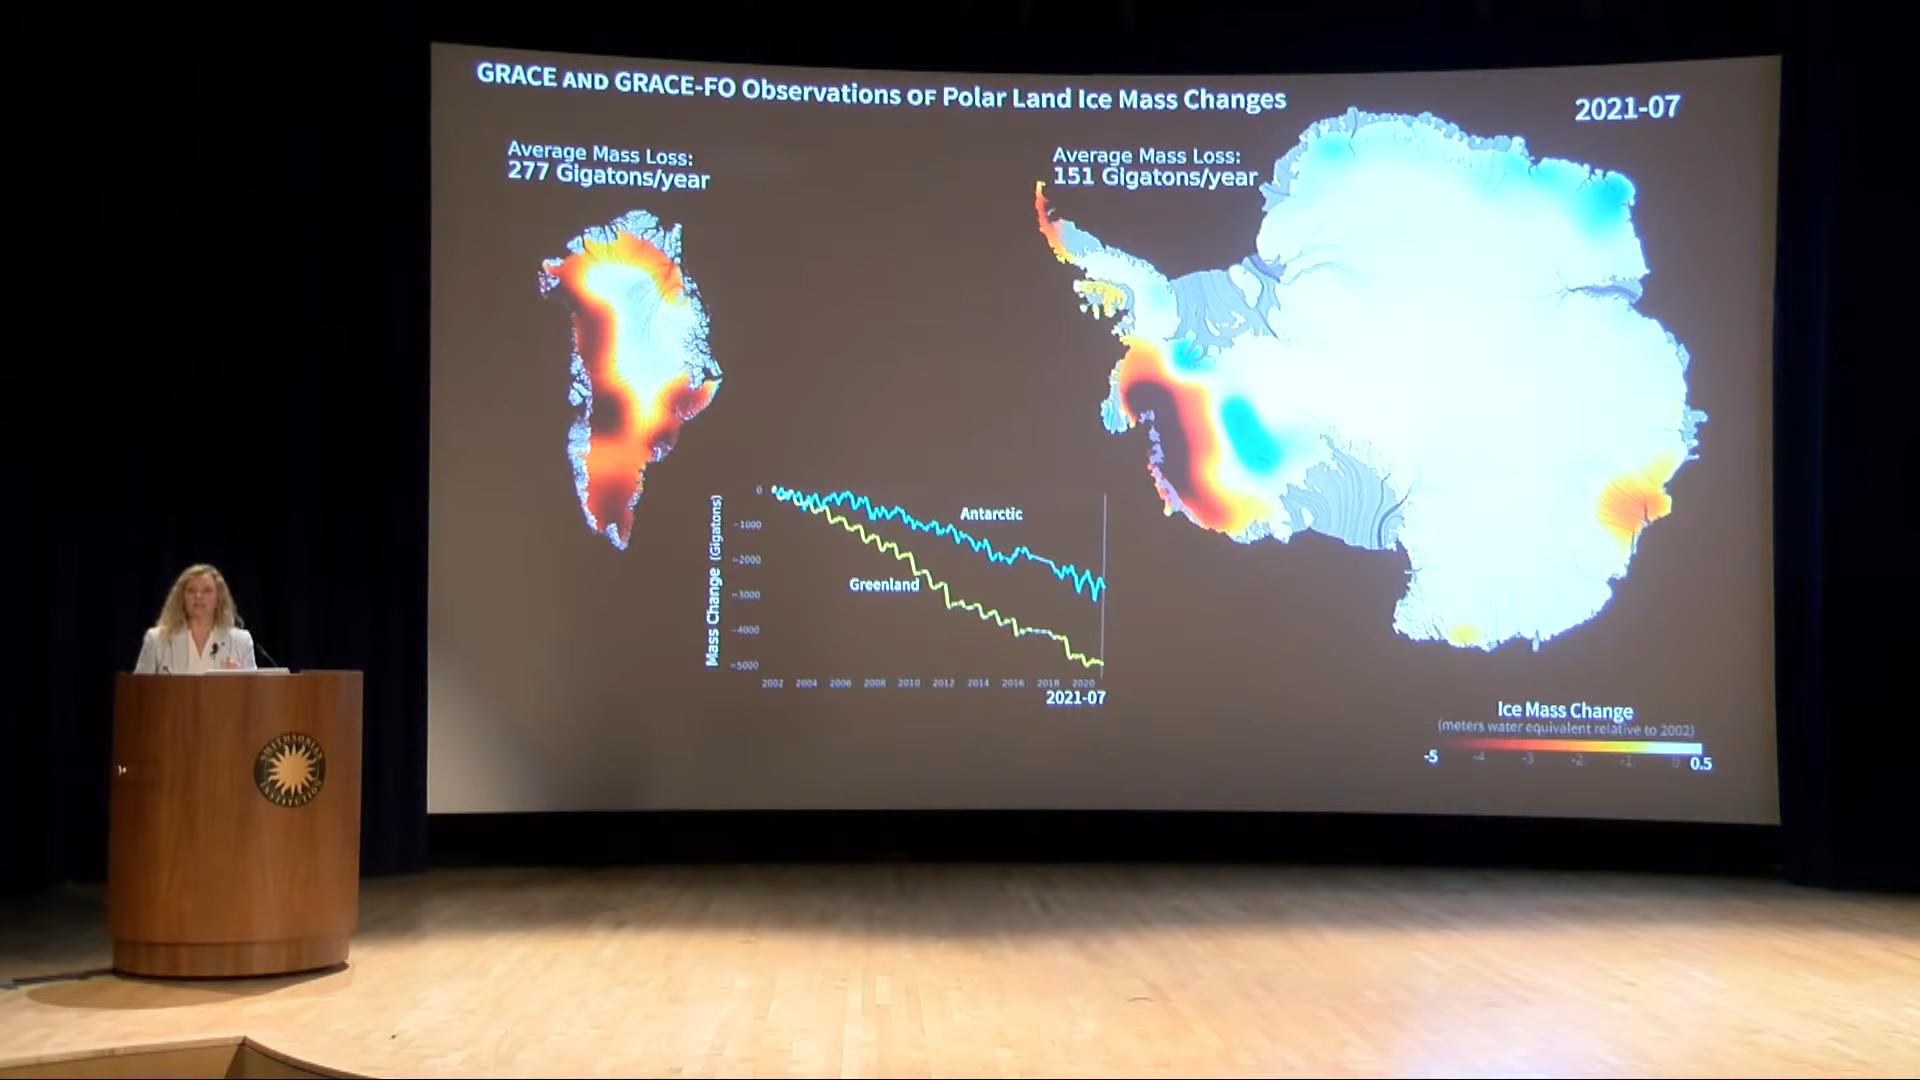 GRACE AND GRACE-FO Observations OF Polar Land Ice Mass Changes
2021-07
Average Mass Loss:
277 Gigatons/year
Average Mass Loss:
151 Gigatons/year
Mass Change (Gigatons)
0
-1000
-2000
-3000
-4000
-5000
Antarctic
Greenland
2002 2004 2006 2008 2010 2012 2014 2016 2018 2020
2021-07
Ice Mass Change
(meters water equivalent relative to 2002)
-5 -4 -3 -2 -1 0 0.5
SMITHSONIAN
INSTITUTION